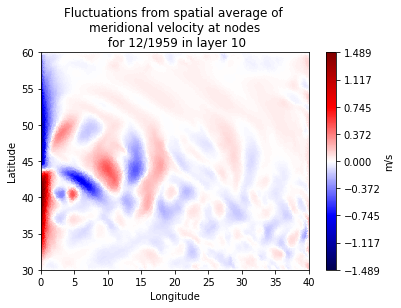 Fluctuations from spatial average of
meridional velocity at nodes
for 12/1959 in layer 10
60
55
50
45
40
35
30
Latitude
0 5 10 15 20 25 30 35 40
Longitude
1.489
1.117
0.745
0.372
0.000
−0.372
−0.745
−1.117
−1.489
m/s